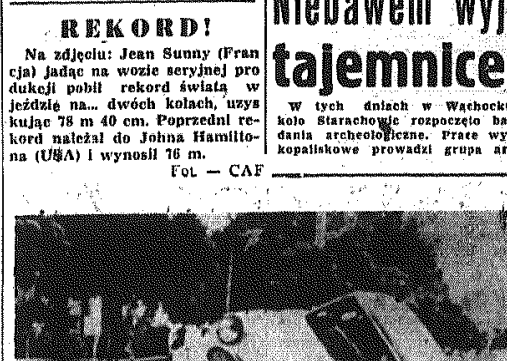 REKORD!
Na zdjęciu: Jean Sunny (Fran
cja) jadąc na wozie seryjnej pro
dukcji pobił rekord świata w
jeździe na... dwóch kołach, uzys
kując 78 m 40 cm. Poprzedni re-
kord należał do Johna Hamilto-
na (USA) i wynosił 76 m.
Fot. — CAF
Niebawem wyj
tajemnice
W tych dniach w Wąchock
koło Starachowic rozpoczęto ba
dania archeologiczne. Prace wy
kopaliskowe prowadzi grupa ar